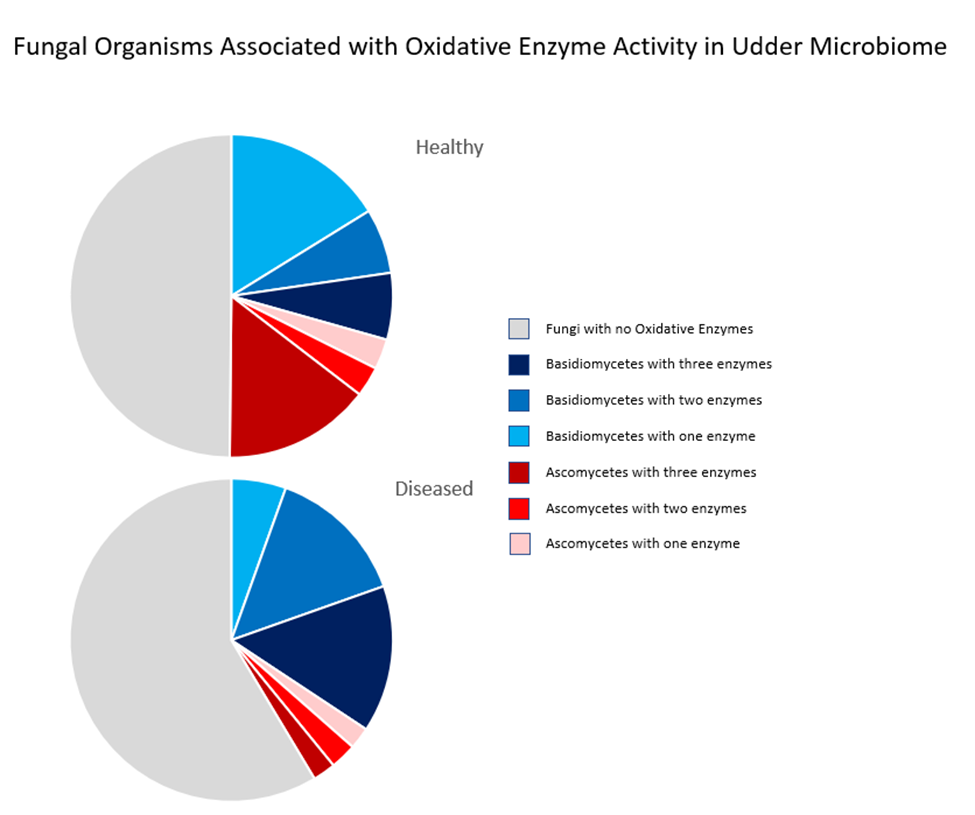 Fungal Organisms Associated with Oxidative Enzyme Activity in Udder Microbiome
Healthy
Fungi with no Oxidative Enzymes
Basidiomycetes with three enzymes
Basidiomycetes with two enzymes
Basidiomycetes with one enzyme
Ascomycetes with three enzymes
Diseased
Ascomycetes with two enzymes
Ascomycetes with one enzyme